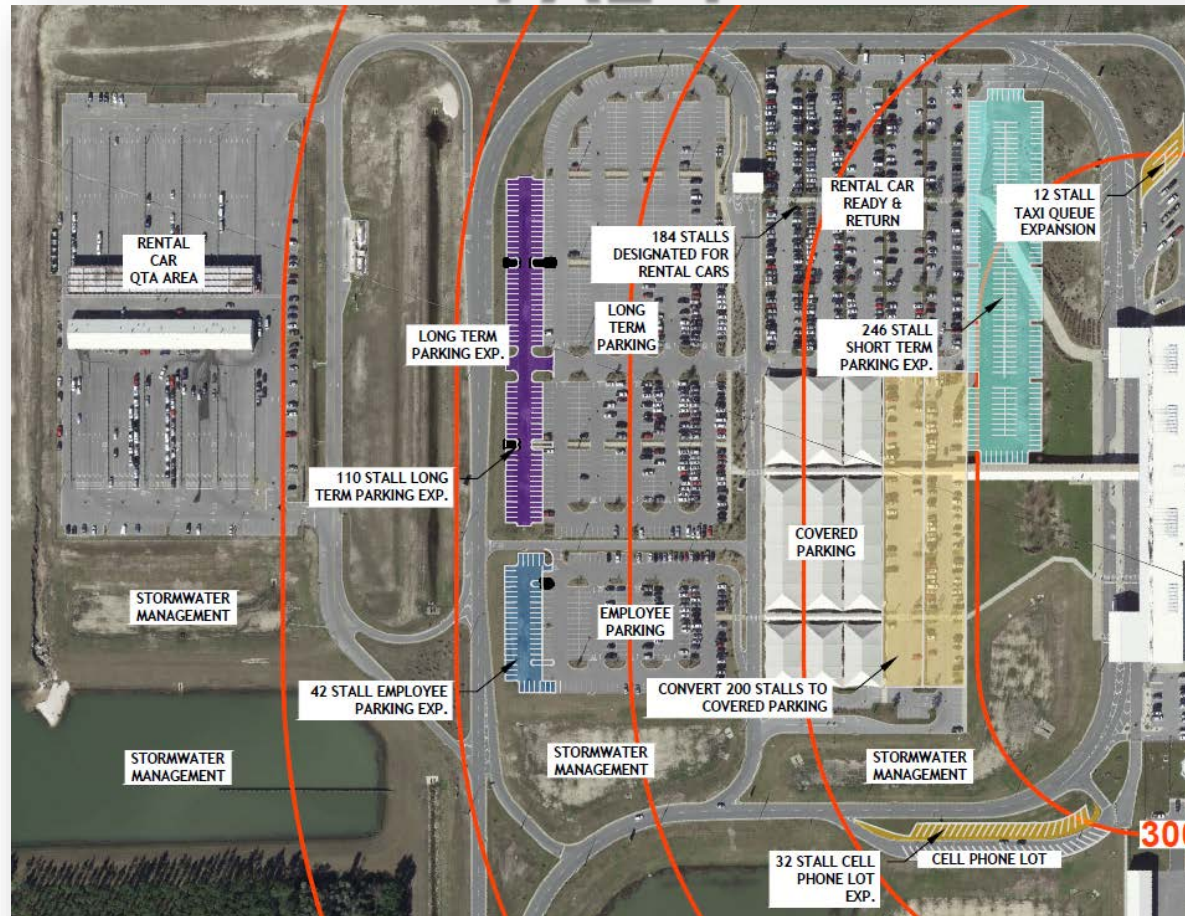 RENTAL
CAR
QTA AREA
LONG TERM
PARKING EXP.
LONG
TERM
PARKING
184 STALLS
DESIGNATED FOR
RENTAL CARS
RENTAL CAR
READY &
RETURN
12 STALL
TAXI QUEUE
EXPANSION
246 STALL
SHORT TERM
PARKING EXP.
110 STALL LONG
TERM PARKING EXP.
COVERED
PARKING
STORMWATER
MANAGEMENT
EMPLOYEE
PARKING
42 STALL EMPLOYEE
PARKING EXP.
CONVERT 200 STALLS TO
COVERED PARKING
STORMWATER
MANAGEMENT
STORMWATER
MANAGEMENT
STORMWATER
MANAGEMENT
32 STALL CELL
PHONE LOT
EXP.
CELL PHONE LOT